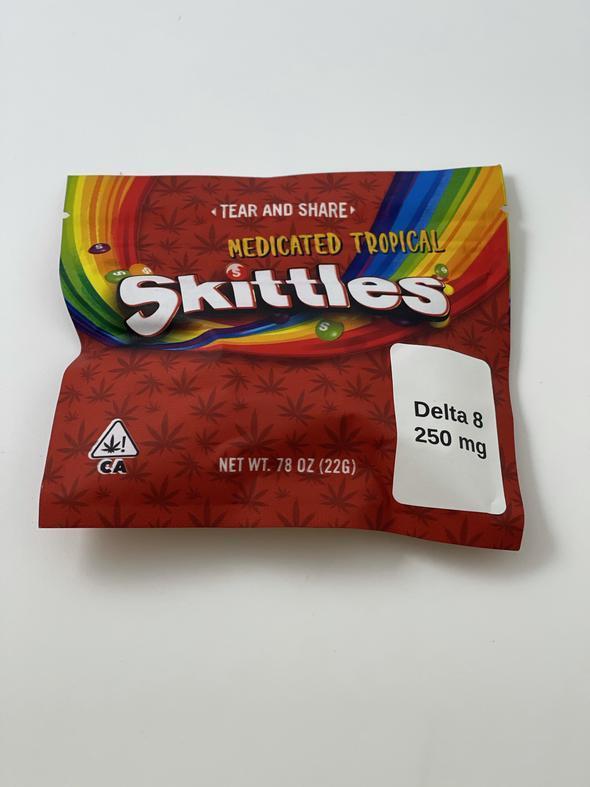 TEAR AND SHARE
MEDICATED TROPICAL
Skittles
Delta 8
250 mg
CA
NET WT. 78 OZ (22G)